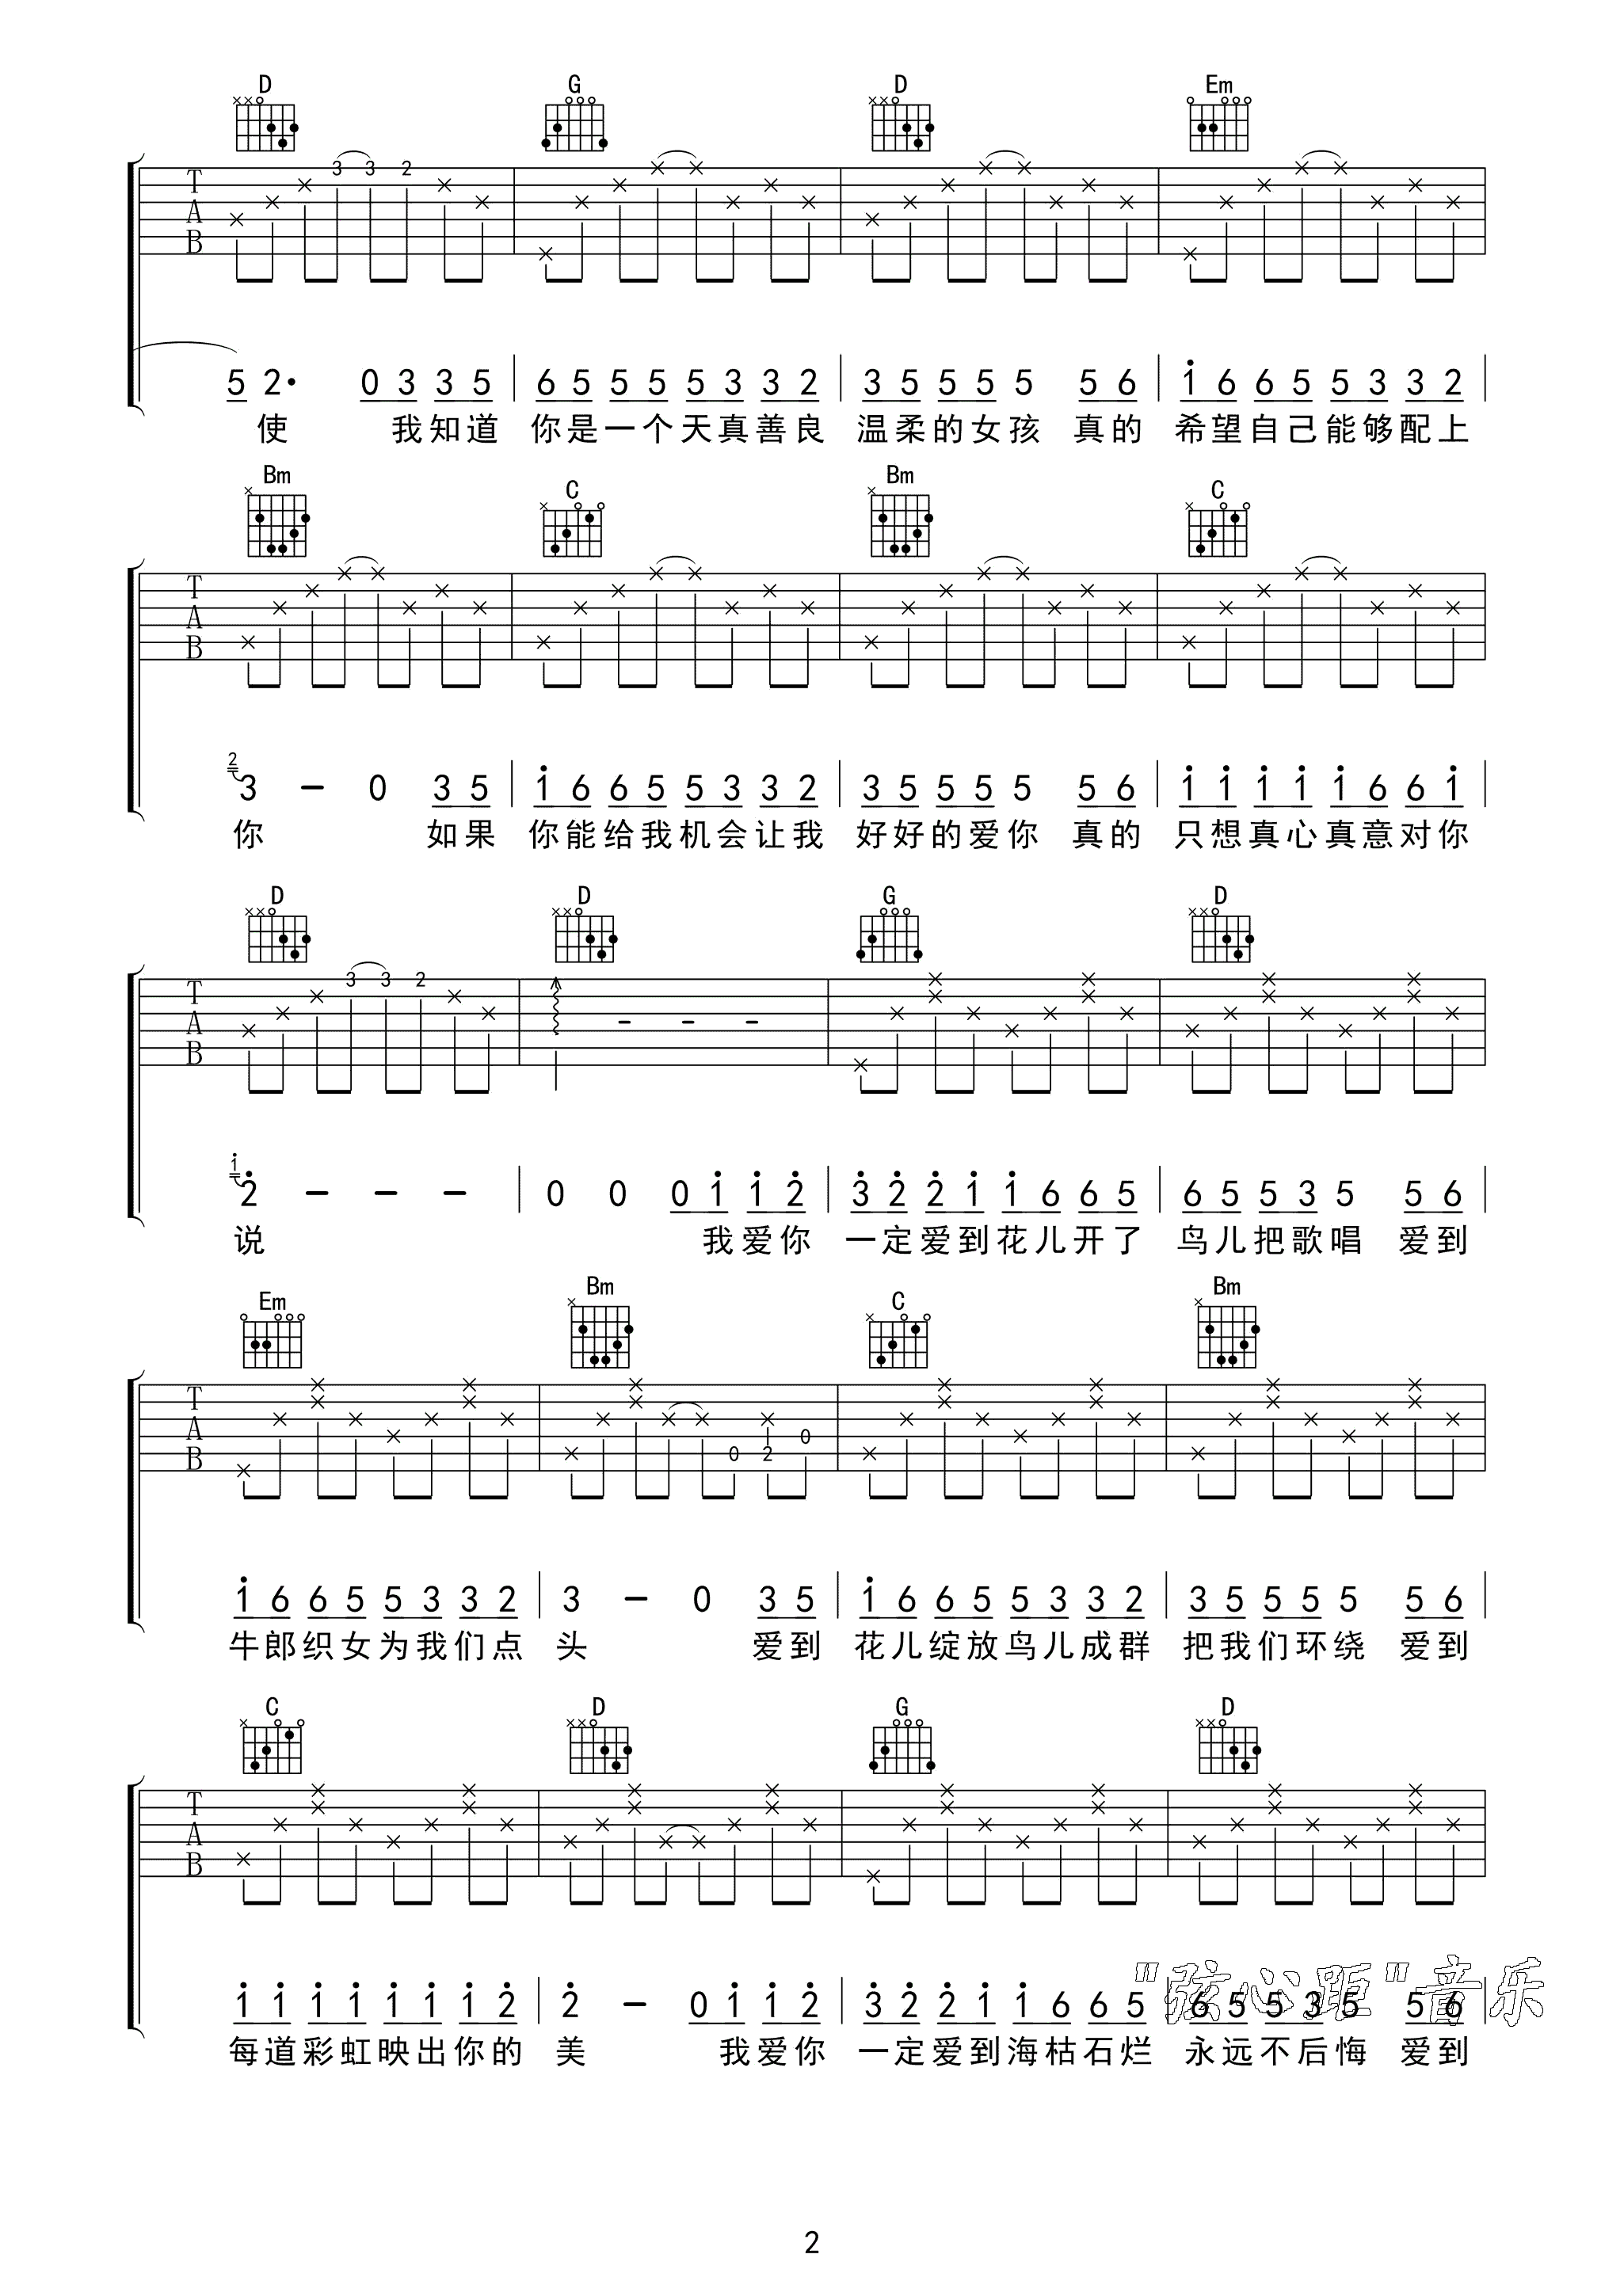 D G D Em
T 3 3 2
A
B
5 2· 0 3 3 5 6 5 5 5 5 3 3 2 3 5 5 5 5 5 6 i 6 6 5 5 3 3 2
使 我知道 你是一个天真善良 温柔的女孩 真的 希望自己能够配上
Bm C Bm C
T
A
B
2 3 - 0 3 5 i 6 6 5 5 3 3 2 3 5 5 5 5 5 6 i i i i i 6 6 i
你 如果 你能给我机会让我 好好的爱你 真的 只想真心真意对你
D D G D
T 3 3 2
A - - -
B
i 2̇ - - - 0 0 0 i i 2̇ 3̇ 2̇ 2̇ i i 6 6 5 6 5 5 3 5 5 6
说 我爱你 一定爱到花儿开了 鸟儿把歌唱 爱到
Em Bm C Bm
T
A 0
B 0 2
i 6 6 5 5 3 3 2 3 - 0 3 5 i 6 6 5 5 3 3 2 3 5 5 5 5 5 6
牛郎织女为我们点 头 爱到 花儿绽放鸟儿成群 把我们环绕 爱到
C D G D
T
A
B
"弦心距"音乐
i i i i i i i 2̇ 2̇ - 0 i i 2̇ 3̇ 2̇ 2̇ i i 6 6 5 6 5 5 3 5 5 6
每道彩虹映出你的 美 我爱你 一定爱到海枯石烂 永远不后悔 爱到
2